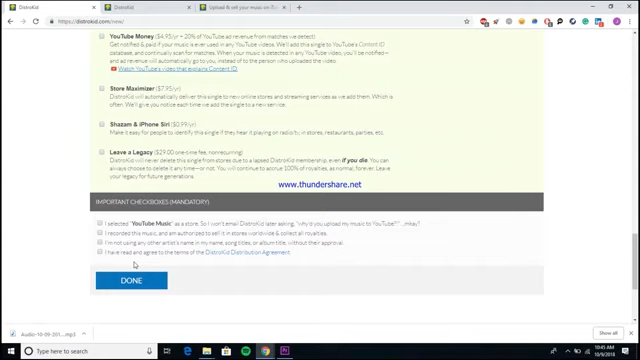 DistroKid
DistroKid
Upload & sell your music on iT
https://distrokid.com/new/
YouTube Money ($4.95/yr + 20% of YouTube ad revenue from matches we detect)
Get notified & paid if your music is ever used in any YouTube videos. We'll add this single to YouTube's Content ID
database, and continually scan for matches. When your music is detected in any YouTube videos, you'll be notified—
and ad revenue will automatically go to you, instead of to the person who uploaded the video.
Watch YouTube's video that explains Content ID.
Store Maximizer ($7.95/yr)
DistroKid will automatically deliver this single to new online stores and streaming services as we add them. Which is
often. We'll give you notice each time we add the single to a new service.
Shazam & iPhone Siri ($0.99/yr)
Make it easy for people to identify this single if they hear it playing on radio/tv in stores, restaurants, parties, etc.
Leave a Legacy ($29.00 one-time fee, nonrecurring)
DistroKid will never delete this single from stores due to a lapsed DistroKid membership, even if you die. You can
always choose to delete it any time—or not. You will continue to accrue 100% of royalties, as normal, forever.
Leave your legacy for future generations.
www.thundershare.net
IMPORTANT CHECKBOXES (MANDATORY)
I selected "YouTube Music" as a store. So I won't email DistroKid later asking, "why'd you upload my music to YouTube?" ...mkay?
I recorded this music, and am authorized to sell it in stores worldwide & collect all royalties.
I'm not using any other artist's name in my name, song titles, or album title, without their approval.
I have read and agree to the terms of the DistroKid Distribution Agreement
DONE
Audio-10-09-201....mp3
Show all
Type here to search
10:45 AM
10/9/2018